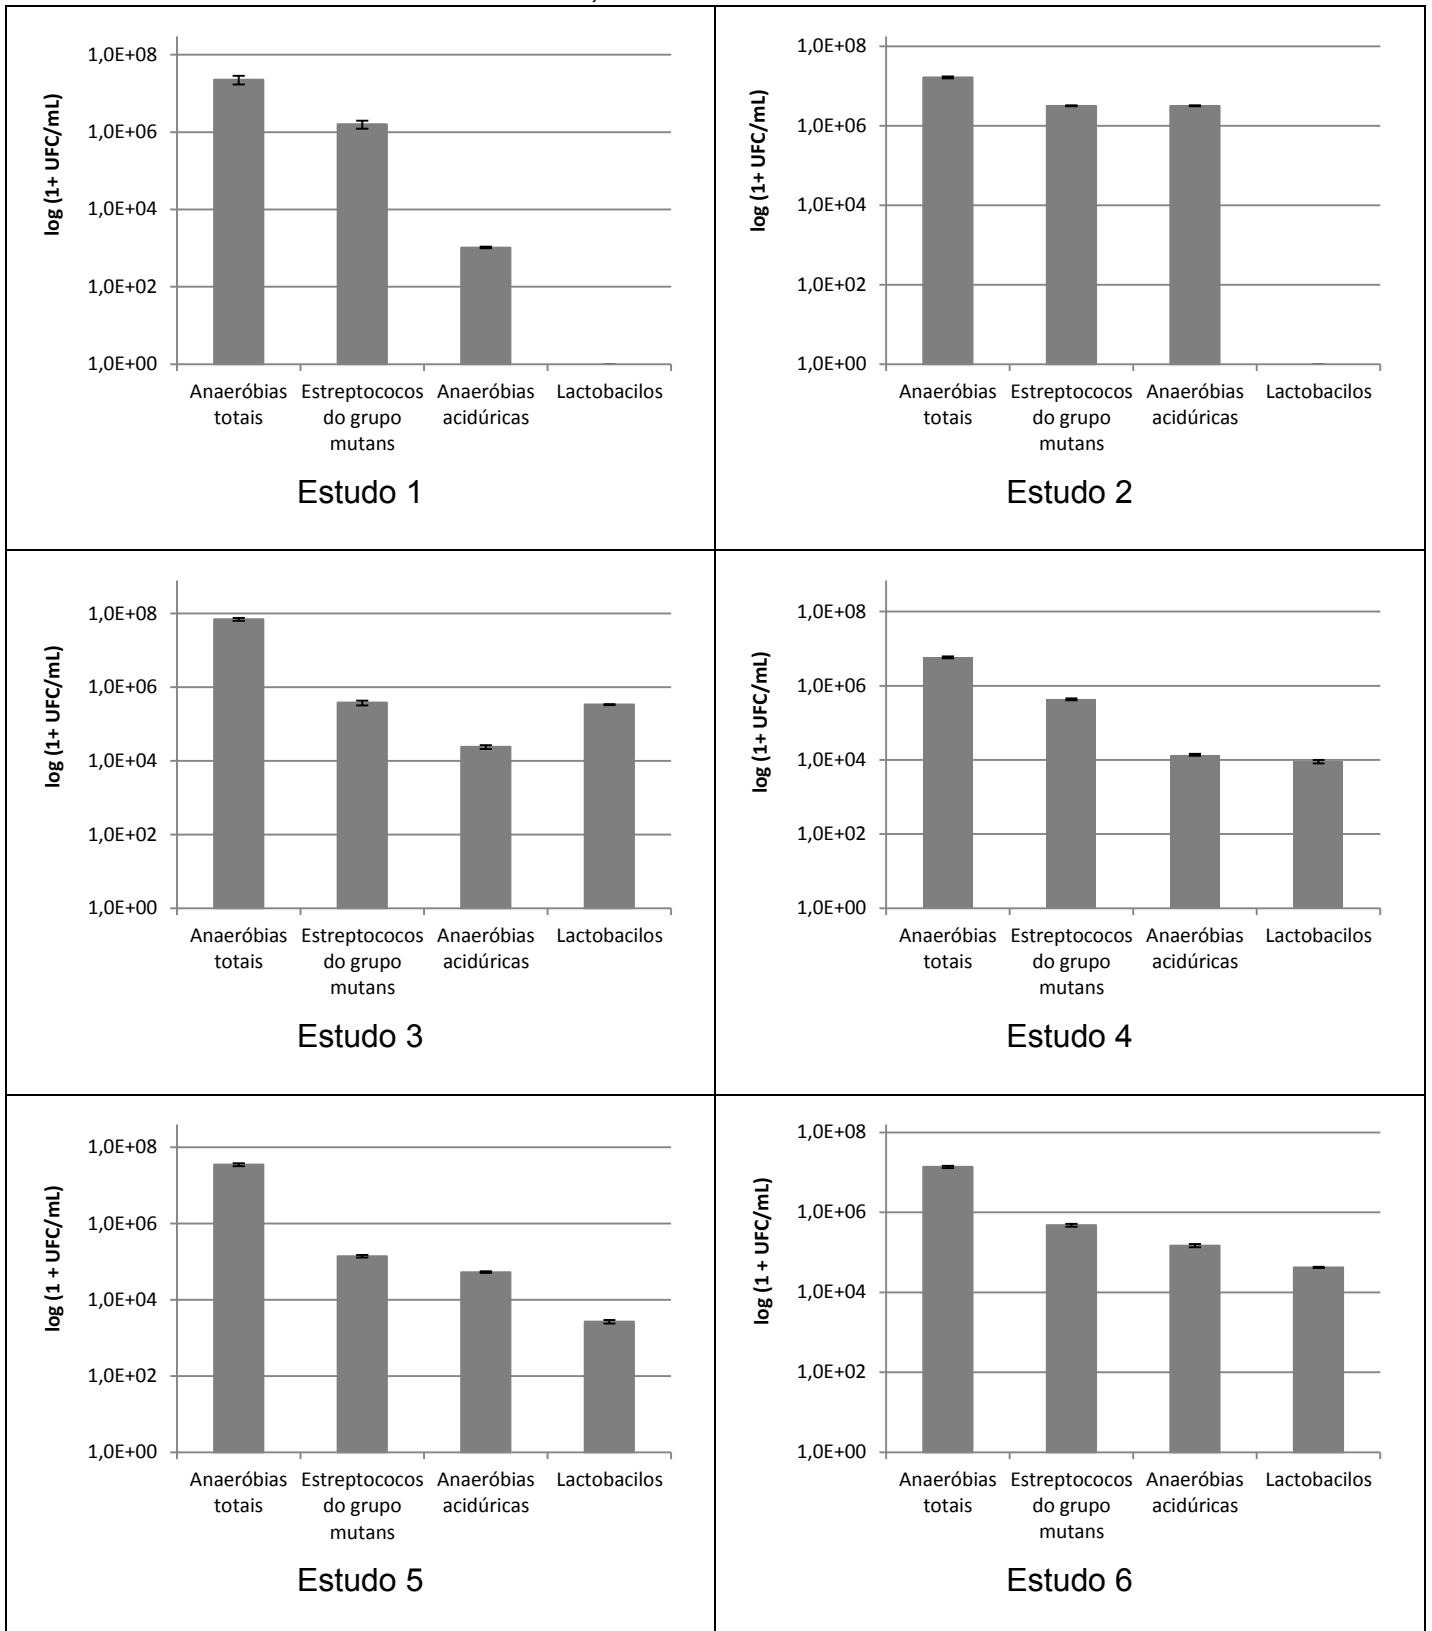 log (1+ UFC/mL)
1,0E+08
1,0E+06
1,0E+04
1,0E+02
1,0E+00
Anaeróbias Estreptococos Anaeróbias Lactobacilos
totais do grupo acidúricas
mutans
Estudo 1
log (1+ UFC/mL)
1,0E+08
1,0E+06
1,0E+04
1,0E+02
1,0E+00
Anaeróbias Estreptococos Anaeróbias Lactobacilos
totais do grupo acidúricas
mutans
Estudo 2
log (1+ UFC/mL)
1,0E+08
1,0E+06
1,0E+04
1,0E+02
1,0E+00
Anaeróbias Estreptococos Anaeróbias Lactobacilos
totais do grupo acidúricas
mutans
Estudo 3
log (1+ UFC/mL)
1,0E+08
1,0E+06
1,0E+04
1,0E+02
1,0E+00
Anaeróbias Estreptococos Anaeróbias Lactobacilos
totais do grupo acidúricas
mutans
Estudo 4
log (1 + UFC/mL)
1,0E+08
1,0E+06
1,0E+04
1,0E+02
1,0E+00
Anaeróbias Estreptococos Anaeróbias Lactobacilos
totais do grupo acidúricas
mutans
Estudo 5
log (1 + UFC/mL)
1,0E+08
1,0E+06
1,0E+04
1,0E+02
1,0E+00
Anaeróbias Estreptococos Anaeróbias Lactobacilos
totais do grupo acidúricas
mutans
Estudo 6